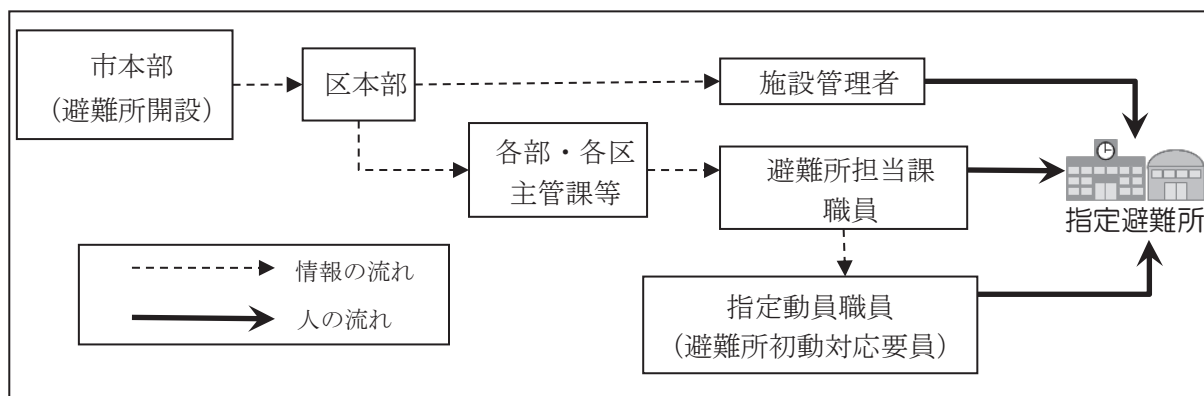 市本部
（避難所開設）
区本部
施設管理者
各部・各区
主管課等
避難所担当課
職員
指定避難所
情報の流れ
人の流れ
指定動員職員
（避難所初動対応要員）